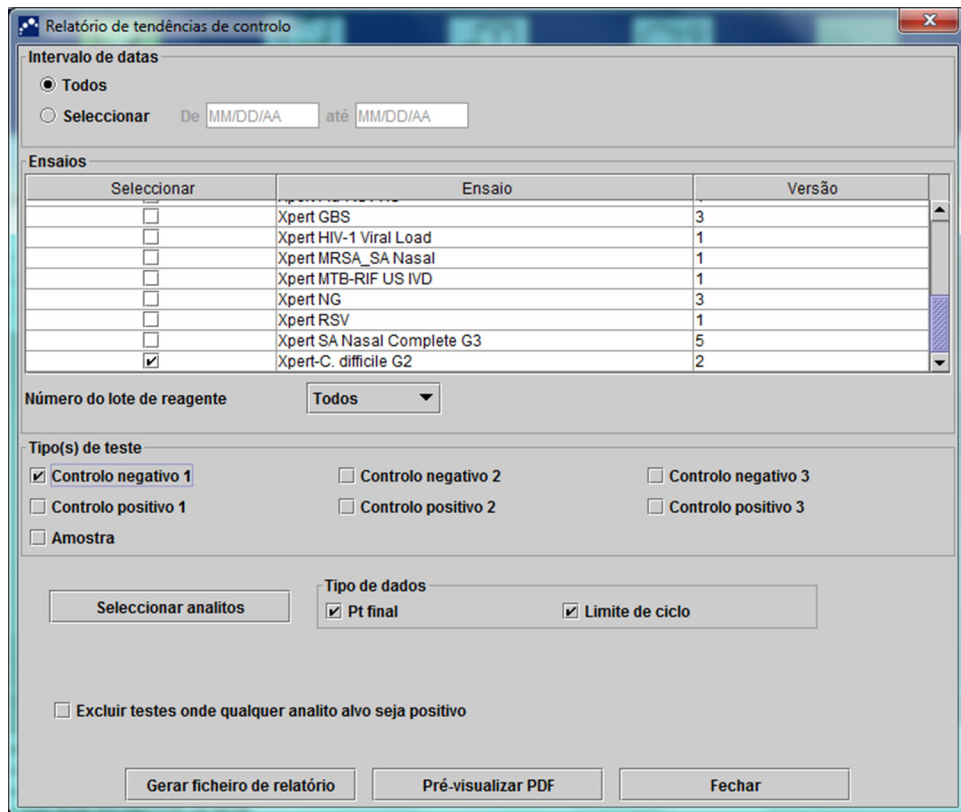 Relatório de tendências de controlo
Intervalo de datas
Todos
Seleccionar De MM/DD/AA até MM/DD/AA
Ensaios
Seleccionar Ensaio Versão
Xpert GBS 3
Xpert HIV-1 Viral Load 1
Xpert MRSA_SA Nasal 1
Xpert MTB-RIF US IVD 1
Xpert NG 3
Xpert RSV 1
Xpert SA Nasal Complete G3 5
Xpert-C. difficile G2 2
Número do lote de reagente Todos
Tipo(s) de teste
Controlo negativo 1 Controlo negativo 2 Controlo negativo 3
Controlo positivo 1 Controlo positivo 2 Controlo positivo 3
Amostra
Tipo de dados
Seleccionar analitos Pt final Limite de ciclo
Excluir testes onde qualquer analito alvo seja positivo
Gerar ficheiro de relatório Pré-visualizar PDF Fechar